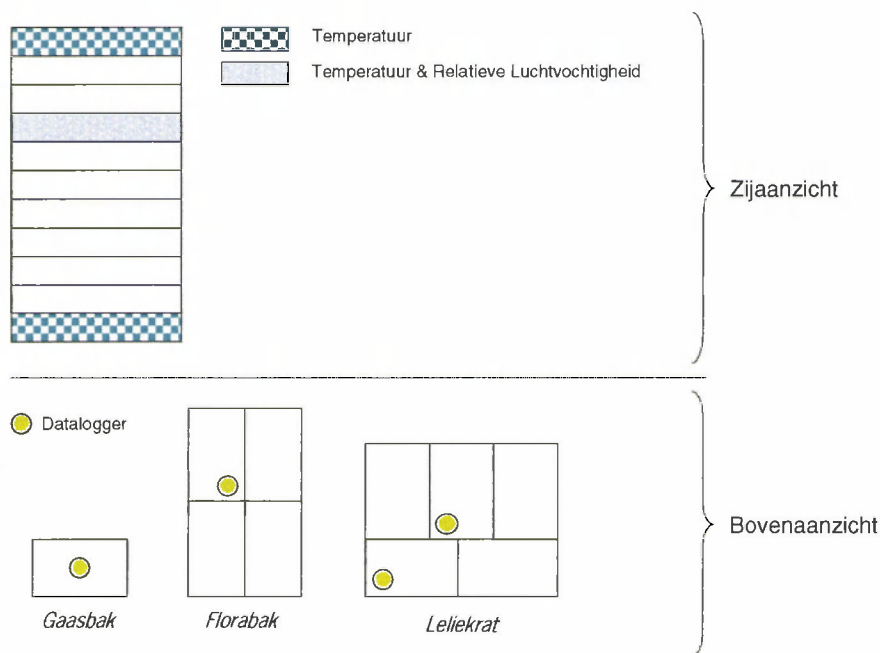 Temperatuur
Temperatuur & Relatieve Luchtvochtigheid
Zijaanzicht
Datalogger
Bovenaanzicht
Gaasbak
Florabak
Leliekrat